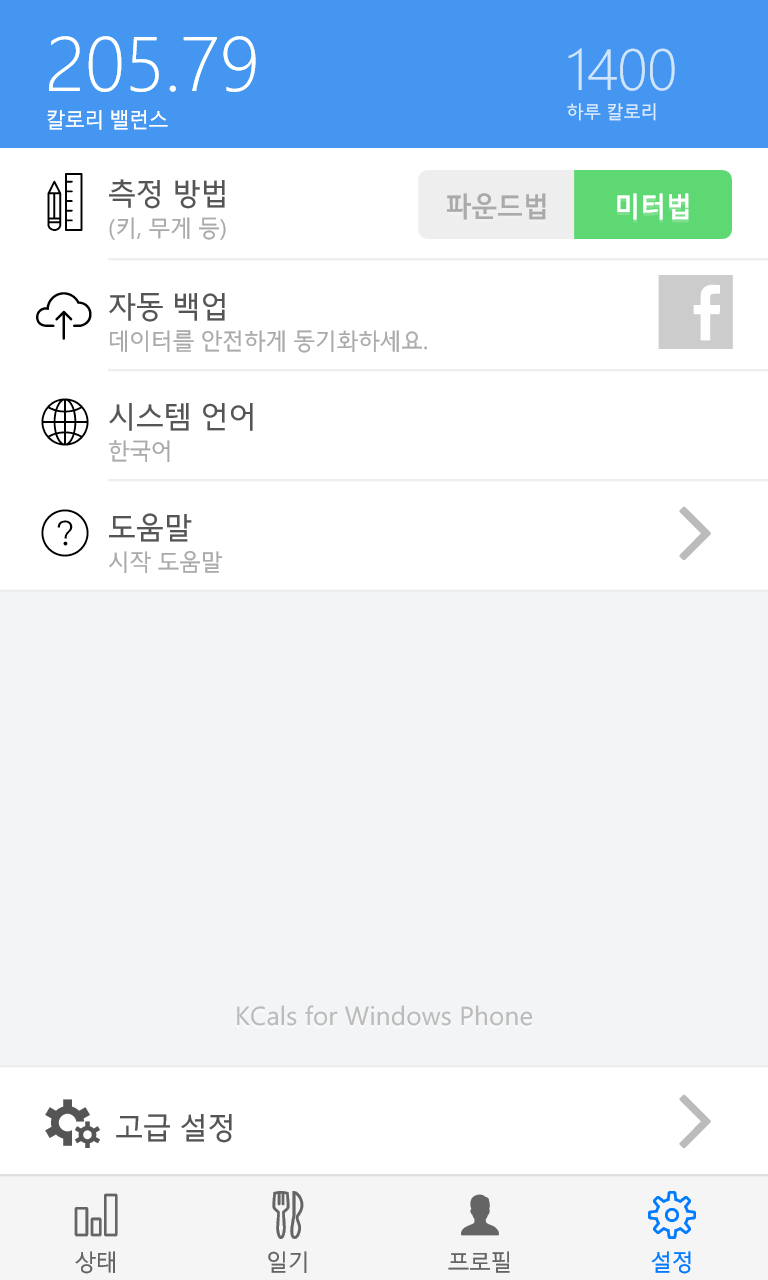 205.79
칼로리 밸런스
1400
하루 칼로리
측정 방법
(키, 무게 등)
파운드법
미터법
자동 백업
데이터를 안전하게 동기화하세요.
f
시스템 언어
한국어
?
도움말
시작 도움말
KCals for Windows Phone
고급 설정
상태
일기
프로필
설정